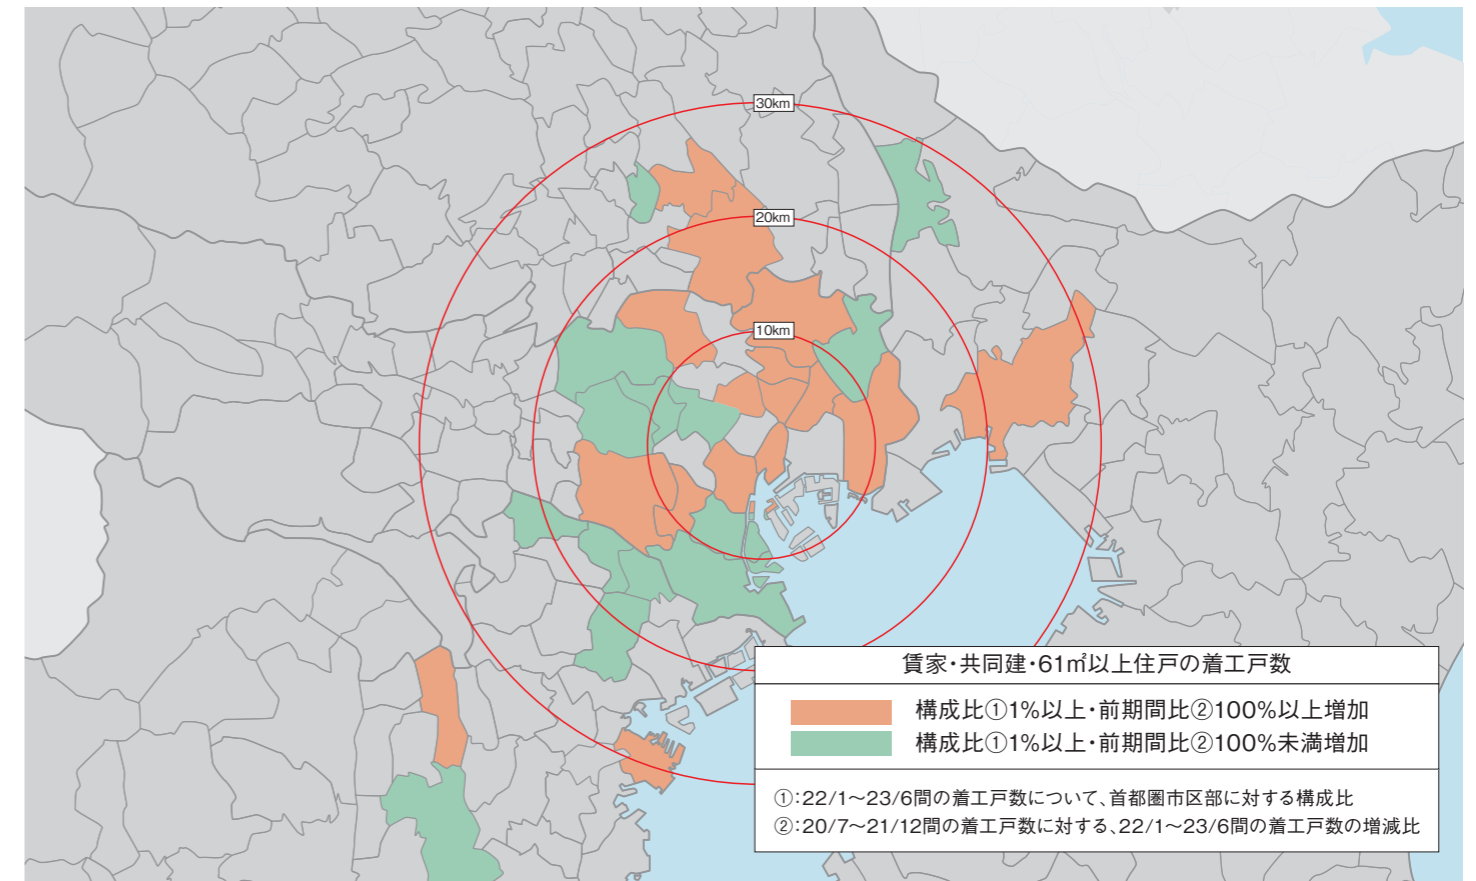 30km
20km
10km
賃家・共同建・61㎡以上住戸の着工戸数
構成比①1%以上・前期間比②100%以上増加
構成比①1%以上・前期間比②100%未満増加
①:22/1〜23/6間の着工戸数について、首都圏市区部に対する構成比
②:20/7〜21/12間の着工戸数に対する、22/1〜23/6間の着工戸数の増減比